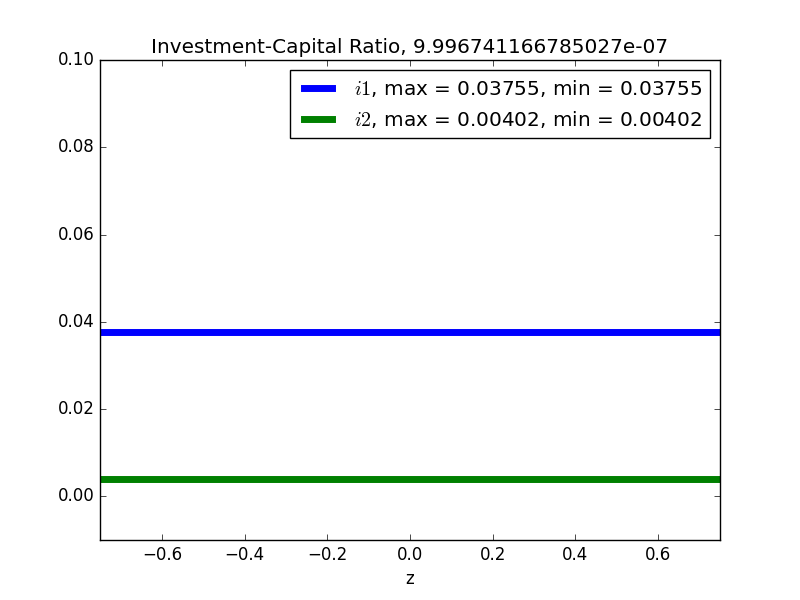 Investment-Capital Ratio, 9.996741166785027e-07
i1, max = 0.03755, min = 0.03755
i2, max = 0.00402, min = 0.00402
0.10
0.08
0.06
0.04
0.02
0.00
−0.6 −0.4 −0.2 0.0 0.2 0.4 0.6
z